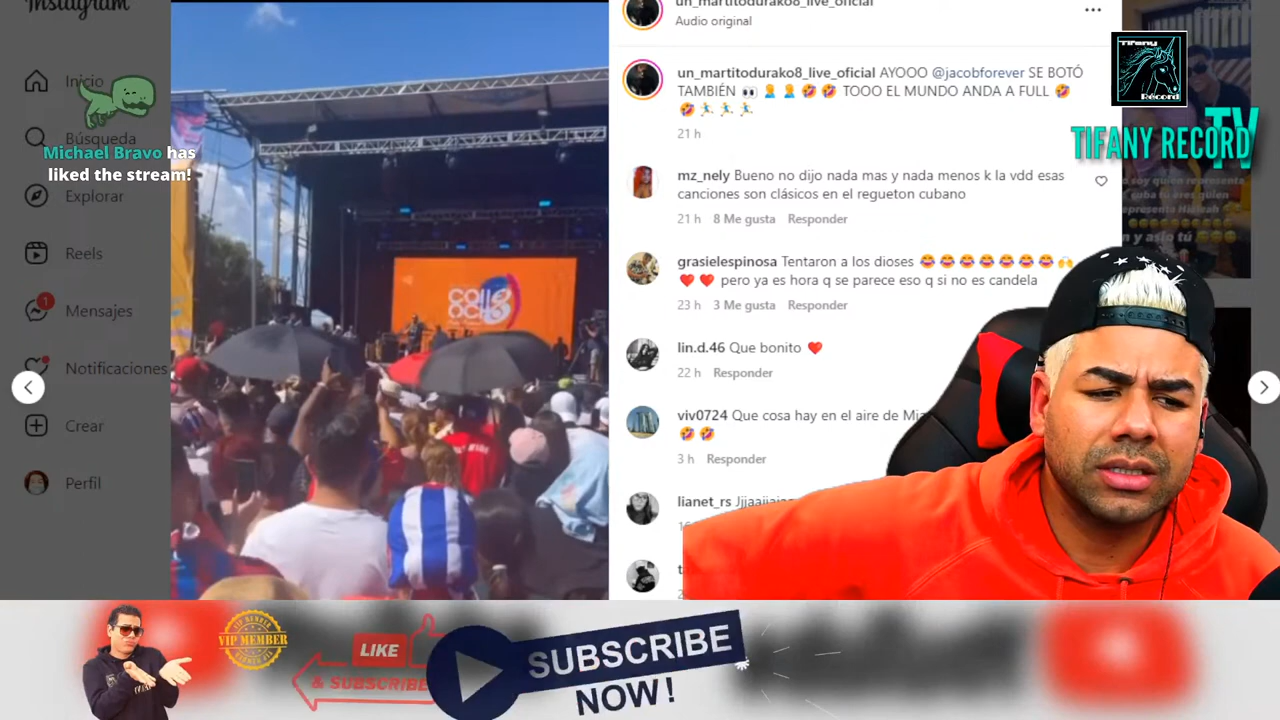 Instagram
Inicio
Búsqueda
Explorar
Reels
1
Mensajes
Notificaciones
Crear
Perfil
Michael Bravo has
liked the stream!
un_martitodurako8_live_oficial
Audio original
un_martitodurako8_live_oficial AYOOO @jacobforever SE BOTÓ
TAMBIÉN 👀 🤦 🤦 🤣 🤣 TOOO EL MUNDO ANDA A FULL 🤣
🤣 🏃 🏃 🏃
21 h
mz_nely Bueno no dijo nada mas y nada menos k la vdd esas
canciones son clásicos en el regueton cubano
21 h 8 Me gusta Responder
grasielespinosa Tentaron a los dioses 😂 😂 😂 😂 😂 😂 😂 🙌
❤️ ❤️ pero ya es hora q se parece eso q si no es candela
23 h 3 Me gusta Responder
lin.d.46 Que bonito ❤️
22 h Responder
viv0724 Que cosa hay en el aire de
🤣 🤣
3 h Responder
lianet_rs
Tifany
Récord
TV
TIFANY RECORD
VIP MEMBER
LIKE
& SUBSCRIBE
SUBSCRIBE
NOW!